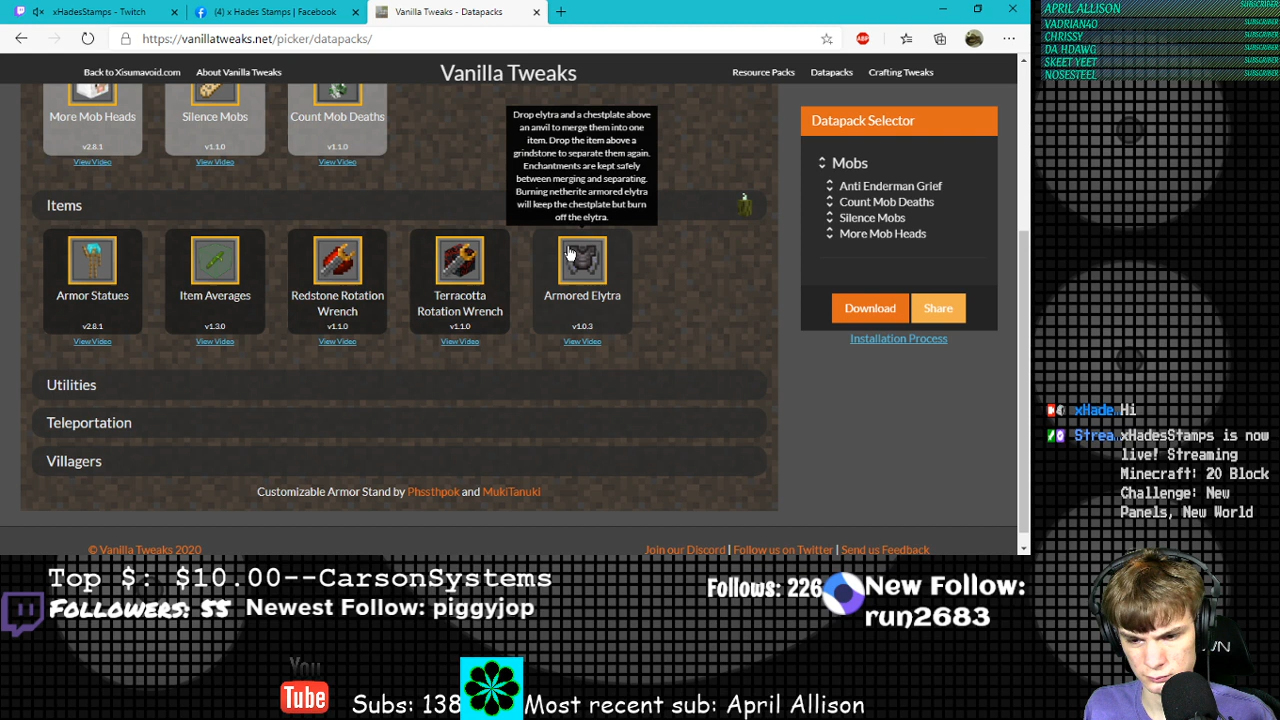 xHadesStamps - Twitch
(4) x Hades Stamps | Facebook
Vanilla Tweaks - Datapacks
https://vanillatweaks.net/picker/datapacks/
ABP
Back to Xisumavoid.com
About Vanilla Tweaks
Vanilla Tweaks
Resource Packs
Datapacks
Crafting Tweaks
More Mob Heads
v2.8.1
View Video
Silence Mobs
v1.1.0
View Video
Count Mob Deaths
v1.1.0
View Video
Drop elytra and a chestplate above
an anvil to merge them into one
item. Drop the item above a
grindstone to separate them again.
Enchantments are kept safely
between merging and separating.
Burning netherite armored elytra
will keep the chestplate but burn
off the elytra.
Items
Armor Statues
v2.8.1
View Video
Item Averages
v1.3.0
View Video
Redstone Rotation
Wrench
v1.1.0
View Video
Terracotta
Rotation Wrench
v1.1.0
View Video
Armored Elytra
v1.0.3
View Video
Utilities
Teleportation
Villagers
Customizable Armor Stand by Phssthpok and MukiTanuki
© Vanilla Tweaks 2020
Join our Discord | Follow us on Twitter | Send us Feedback
Datapack Selector
Mobs
Anti Enderman Grief
Count Mob Deaths
Silence Mobs
More Mob Heads
Download
Share
Installation Process
APRIL ALLISON
SUBSCRIBER
VADRIAN40
SUBSCRIBER
CHRISSY
SUBSCRIBER
DA HDAWG
SUBSCRIBER
SKEET YEET
SUBSCRIBER
NOSESTEEL
SUBSCRIBER
xHade Hi
Strea xHadesStamps is now
live! Streaming
Minecraft: 20 Block
Challenge: New
Panels, New World
Top $: $10.00--CarsonSystems
Followers: 55
Newest Follow: piggyjop
Follows: 226
New Follow:
run2683
You
Tube
Subs: 138
Most recent sub: April Allison